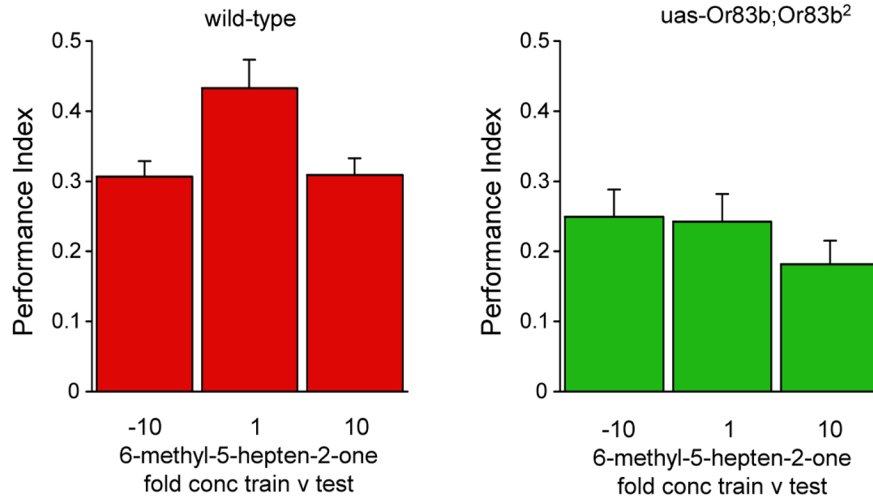 wild-type
Performance Index
0.5
0.4
0.3
0.2
0.1
0
-10 1 10
6-methyl-5-hepten-2-one
fold conc train v test
uas-Or83b;Or83b²
Performance Index
0.5
0.4
0.3
0.2
0.1
0
-10 1 10
6-methyl-5-hepten-2-one
fold conc train v test